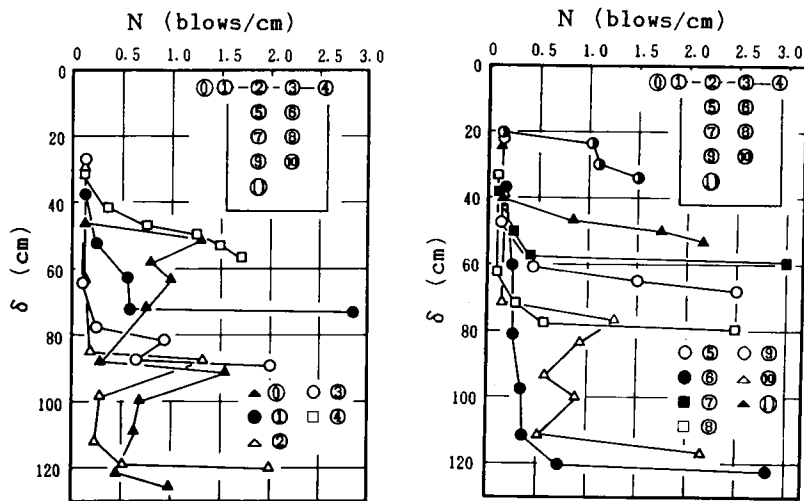 N (blows/cm)
0 0.5 1.0 1.5 2.0 2.5 3.0
0
20
40
60
80
100
120
δ (cm)
⓪ ① — ② — ③ — ④
⑤ ⑥
⑦ ⑧
⑨ ⑩
⑪
▲ ⓪ ○ ③
● ① □ ④
△ ②
N (blows/cm)
0 0.5 1.0 1.5 2.0 2.5 3.0
0
20
40
60
80
100
120
δ (cm)
⓪ ① — ② — ③ — ④
⑤ ⑥
⑦ ⑧
⑨ ⑩
⑪
○ ⑤ ○ ⑨
● ⑥ △ ⑩
■ ⑦ ▲ ⑪
□ ⑧